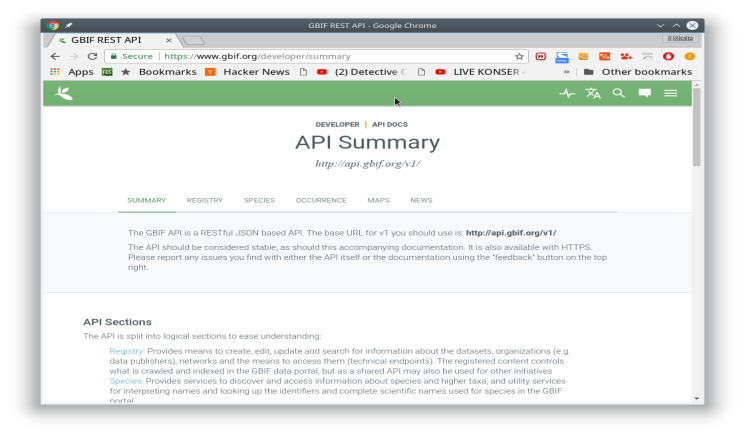 GBIF REST API - Google Chrome
GBIF REST API ×
Secure https://www.gbif.org/developer/summary
Apps Bookmarks Hacker News (2) Detective C LIVE KONSER » Other bookmarks
DEVELOPER | API DOCS
API Summary
http://api.gbif.org/v1/
SUMMARY REGISTRY SPECIES OCCURRENCE MAPS NEWS
The GBIF API is a RESTful JSON based API. The base URL for v1 you should use is: http://api.gbif.org/v1/
The API should be considered stable, as should this accompanying documentation. It is also available with HTTPS.
Please report any issues you find with either the API itself or the documentation using the "feedback" button on the top
right.
API Sections
The API is split into logical sections to ease understanding:
Registry: Provides means to create, edit, update and search for information about the datasets, organizations (e.g.
data publishers), networks and the means to access them (technical endpoints). The registered content controls
what is crawled and indexed in the GBIF data portal, but as a shared API may also be used for other initiatives
Species: Provides services to discover and access information about species and higher taxa, and utility services
for interpreting names and looking up the identifiers and complete scientific names used for species in the GBIF
portal